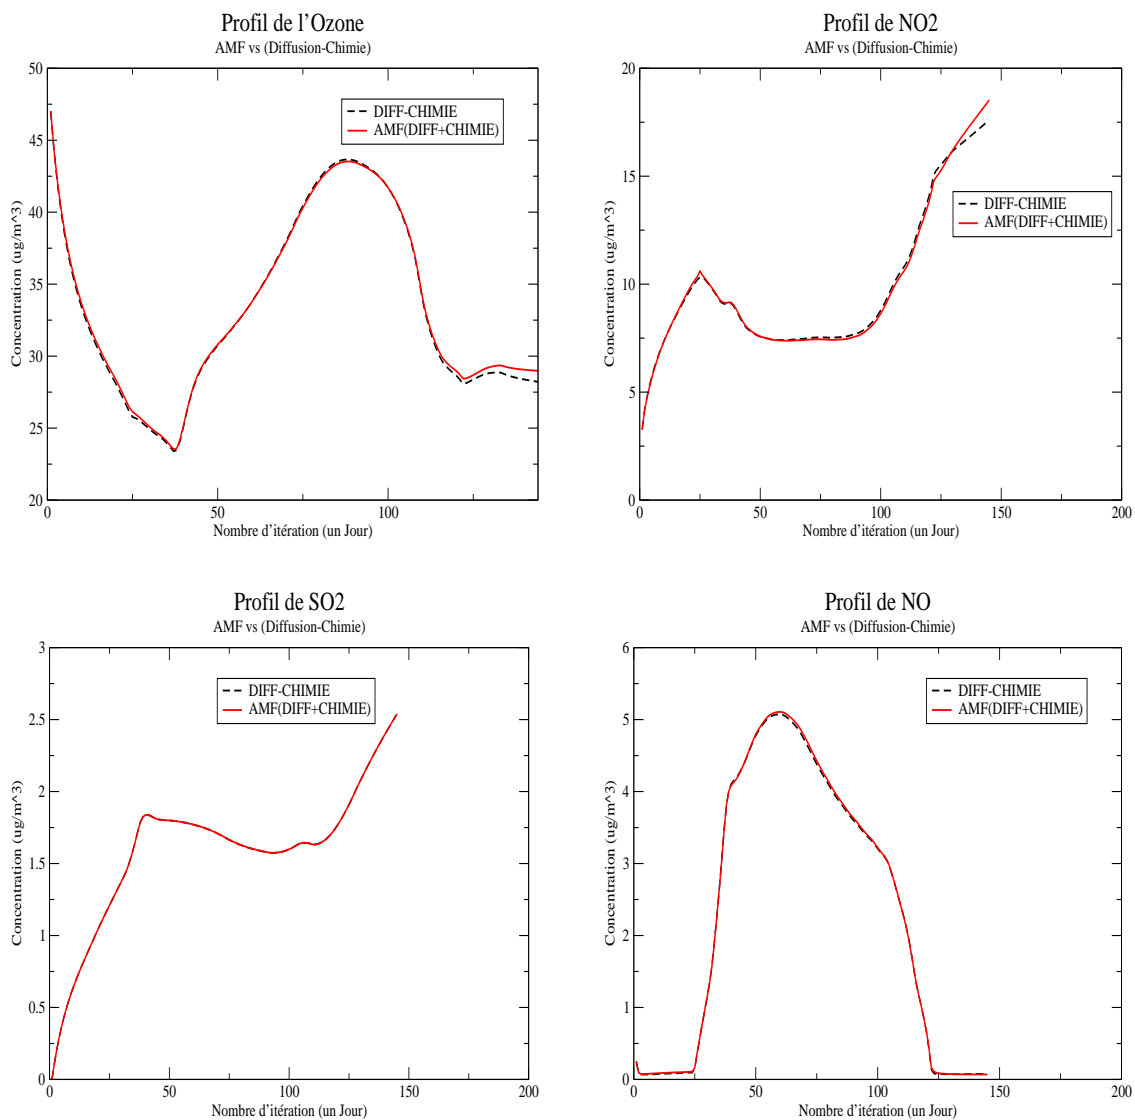 Profil de l'Ozone
AMF vs (Diffusion-Chimie)
50
45
40
35
30
25
20
Concentration (ug/m^3)
DIFF-CHIMIE
AMF(DIFF+CHIMIE)
0
50
100
Nombre d'itération (un Jour)
Profil de NO2
AMF vs (Diffusion-Chimie)
20
15
10
5
0
Concentration (ug/m^3)
DIFF-CHIMIE
AMF(DIFF+CHIMIE)
0
50
100
150
200
Nombre d'itération (un Jour)
Profil de SO2
AMF vs (Diffusion-Chimie)
3
2.5
2
1.5
1
0.5
0
Concentration (ug/m^3)
DIFF-CHIMIE
AMF(DIFF+CHIMIE)
0
50
100
150
200
Nombre d'itération (un Jour)
Profil de NO
AMF vs (Diffusion-Chimie)
6
5
4
3
2
1
0
Concentration (ug/m^3)
DIFF-CHIMIE
AMF(DIFF+CHIMIE)
0
50
100
150
200
Nombre d'itération (un Jour)